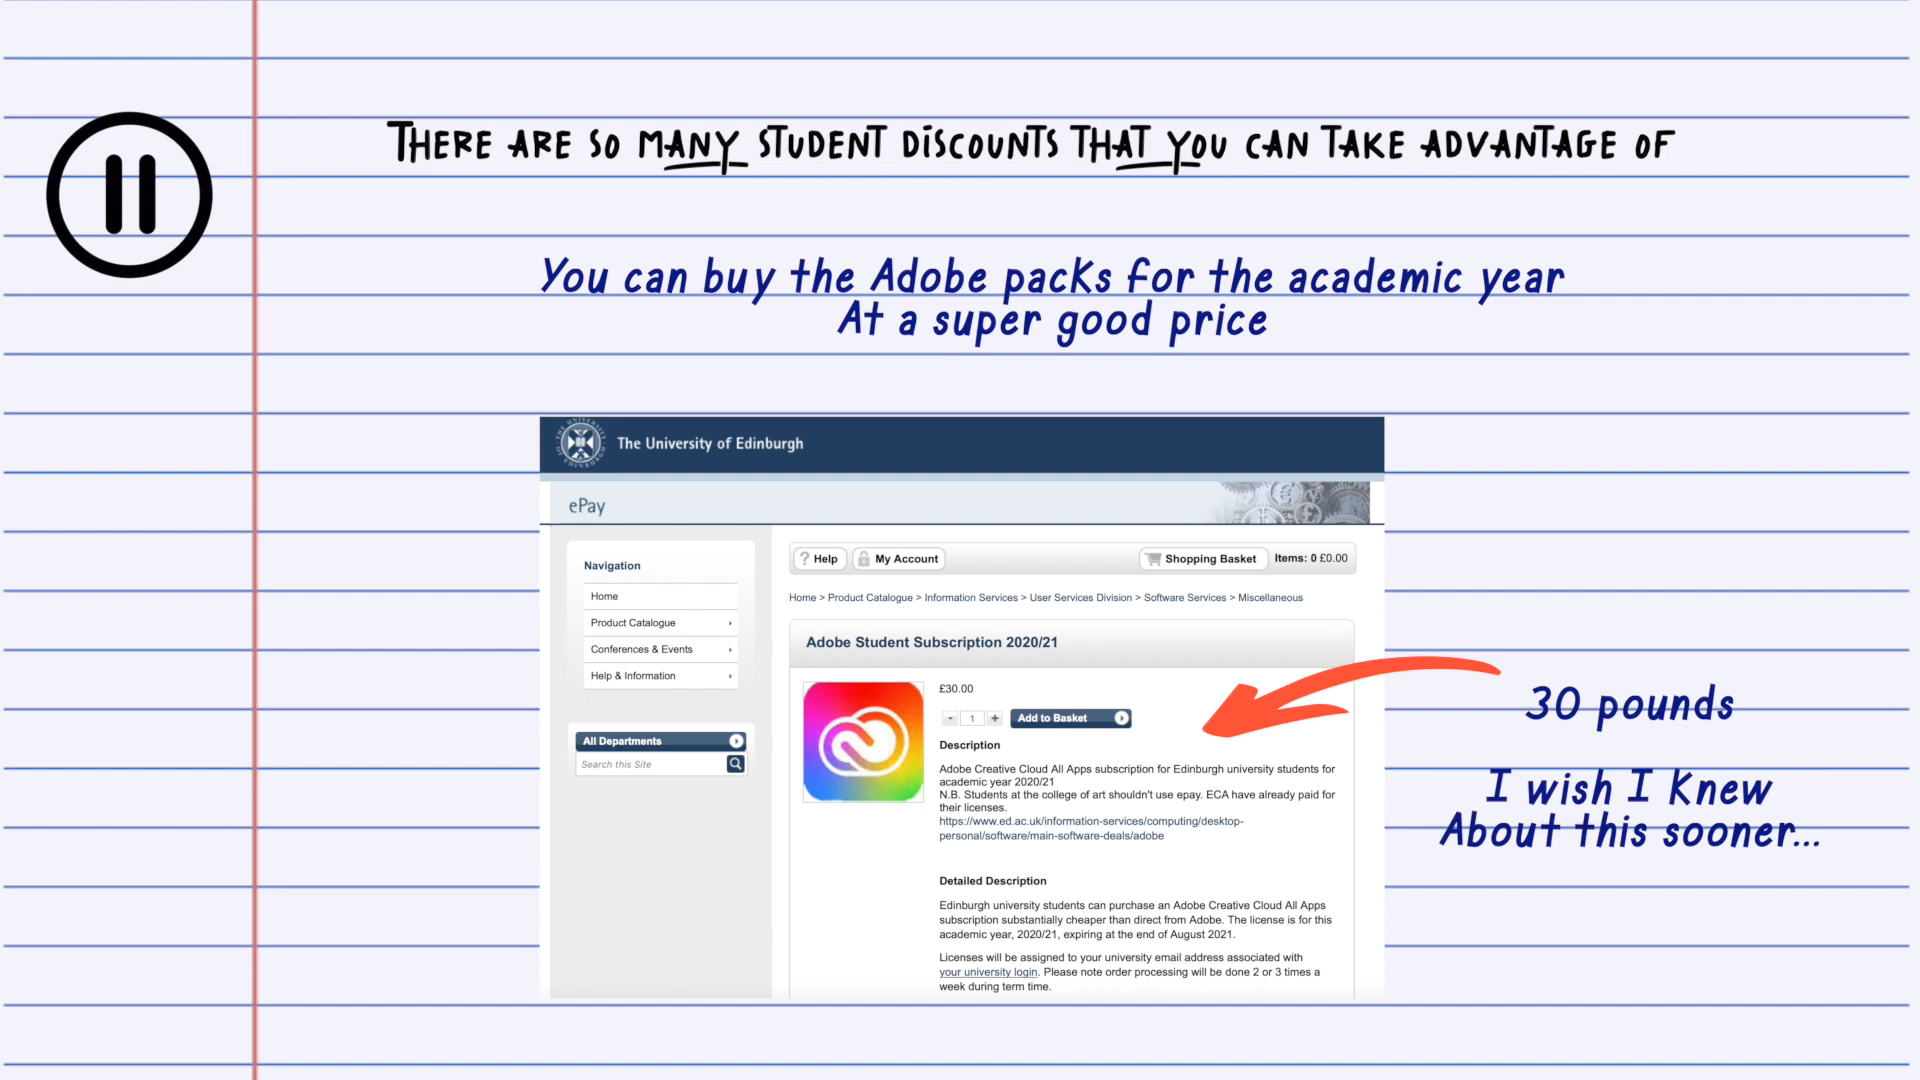 THERE ARE SO MANY STUDENT DISCOUNTS THAT YOU CAN TAKE ADVANTAGE OF
You can buy the Adobe packs for the academic year
At a super good price
The University of Edinburgh
ePay
Navigation
Home
Product Catalogue
Conferences & Events
Help & Information
All Departments
Search this Site
? Help
My Account
Shopping Basket
Items: 0 £0.00
Home > Product Catalogue > Information Services > User Services Division > Software Services > Miscellaneous
Adobe Student Subscription 2020/21
£30.00
- 1 +
Add to Basket
Description
Adobe Creative Cloud All Apps subscription for Edinburgh university students for
academic year 2020/21
N.B. Students at the college of art shouldn't use epay. ECA have already paid for
their licenses.
https://www.ed.ac.uk/information-services/computing/desktop-
personal/software/main-software-deals/adobe
Detailed Description
Edinburgh university students can purchase an Adobe Creative Cloud All Apps
subscription substantially cheaper than direct from Adobe. The license is for this
academic year, 2020/21, expiring at the end of August 2021.
Licenses will be assigned to your university email address associated with
your university login. Please note order processing will be done 2 or 3 times a
week during term time.
30 pounds
I wish I knew
About this sooner...